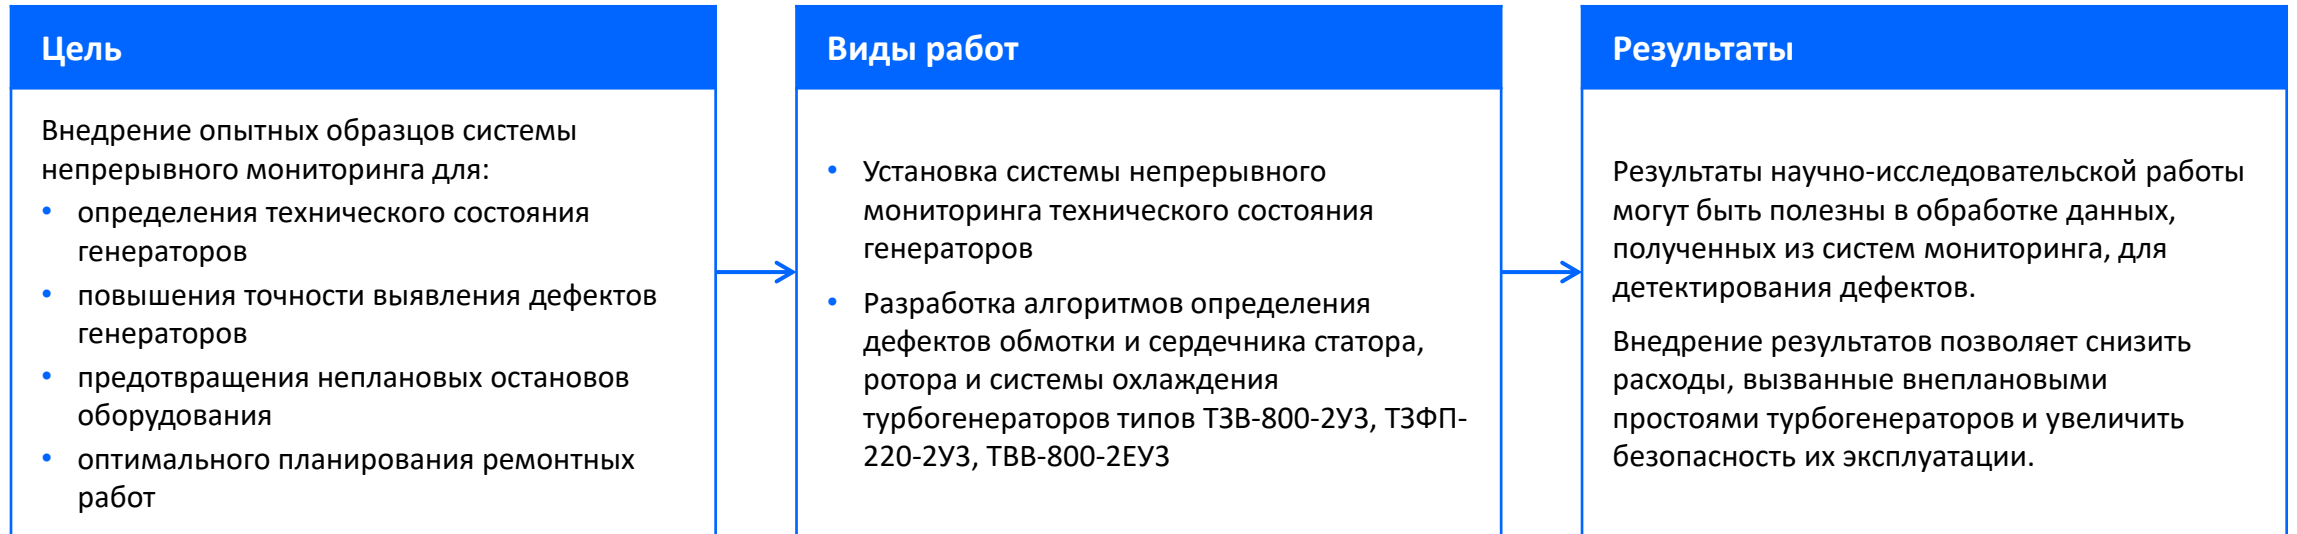 Цель
Внедрение опытных образцов системы
непрерывного мониторинга для:
• определения технического состояния
генераторов
• повышения точности выявления дефектов
генераторов
• предотвращения неплановых остановов
оборудования
• оптимального планирования ремонтных
работ
Виды работ
• Установка системы непрерывного
мониторинга технического состояния
генераторов
• Разработка алгоритмов определения
дефектов обмотки и сердечника статора,
ротора и системы охлаждения
турбогенераторов типов ТЗВ-800-2УЗ, ТЗФП-
220-2УЗ, ТВВ-800-2ЕУЗ
Результаты
Результаты научно-исследовательской работы
могут быть полезны в обработке данных,
полученных из систем мониторинга, для
детектирования дефектов.
Внедрение результатов позволяет снизить
расходы, вызванные внеплановыми
простоями турбогенераторов и увеличить
безопасность их эксплуатации.